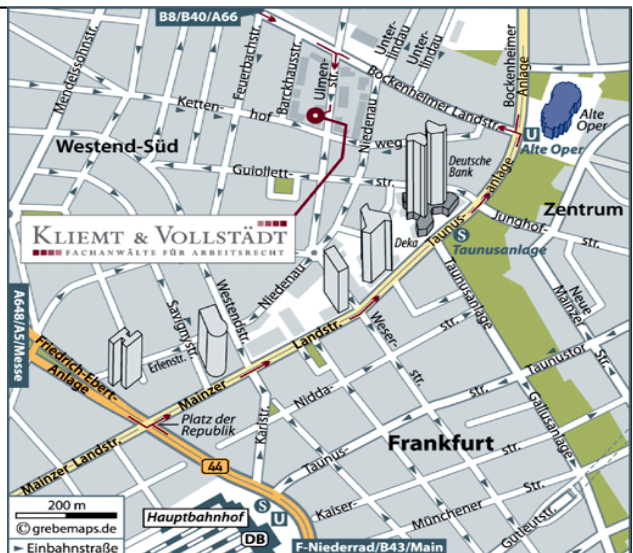 B8/B40/A66
Mendelssohnstr.
Feuerbachstr.
Barckhausstr.
Ulmen-
str.
Unter-
lindau
Unter-
lindau
Bockenheimer Landstr.
Bockenheimer
Anlage
Ketten-
hof
weg
Niedenau
Alte
Oper
U
Alte Oper
Westend-Süd
Guiollett-
str.
Deutsche
Bank
Junghof-
str.
Zentrum
KLIEMT & VOLLSTÄDT
FACHANWÄLTE FÜR ARBEITSRECHT
Deka
Taunus-
anlage
S
Taunusanlage
Taunusanlage
Neue
Mainzer
A648/A5/Messe
Niedenau
Westendstr.
Savignystr.
Erlenstr.
Friedrich-Ebert-
Anlage
Mainzer
Landstr.
Weser-
str.
Taunustor
Nidda-
str.
Gallusanlage
Platz der
Republik
Karlstr.
Frankfurt
Mainzer Landstr.
44
Taunus-
str.
Kaiser-
str.
Münchener
Str.
Gutleutstr.
200 m
© grebemaps.de
Einbahnstraße
Hauptbahnhof
DB
S
U
F-Niederrad/B43/Main